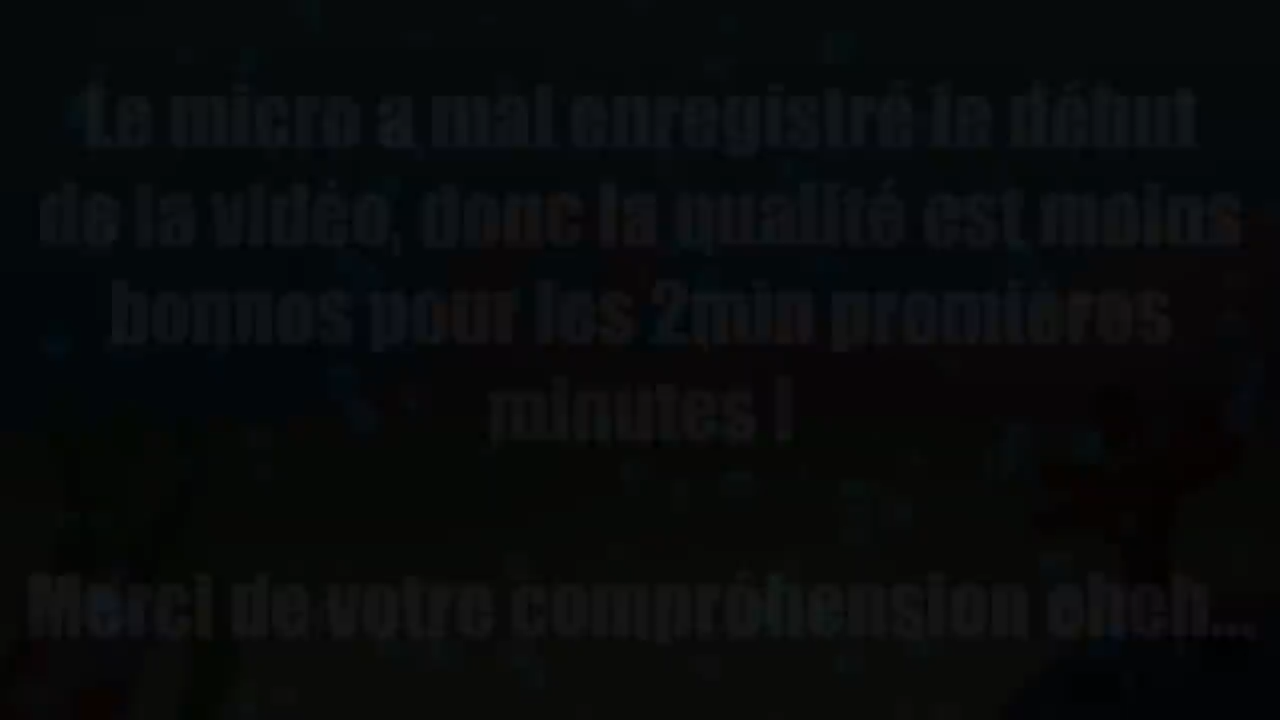 Le micro a mal enregistré le début
de la vidéo, donc la qualité est moins
bonnes pour les 2min premières
minutes !
Merci de votre compréhension eheh...